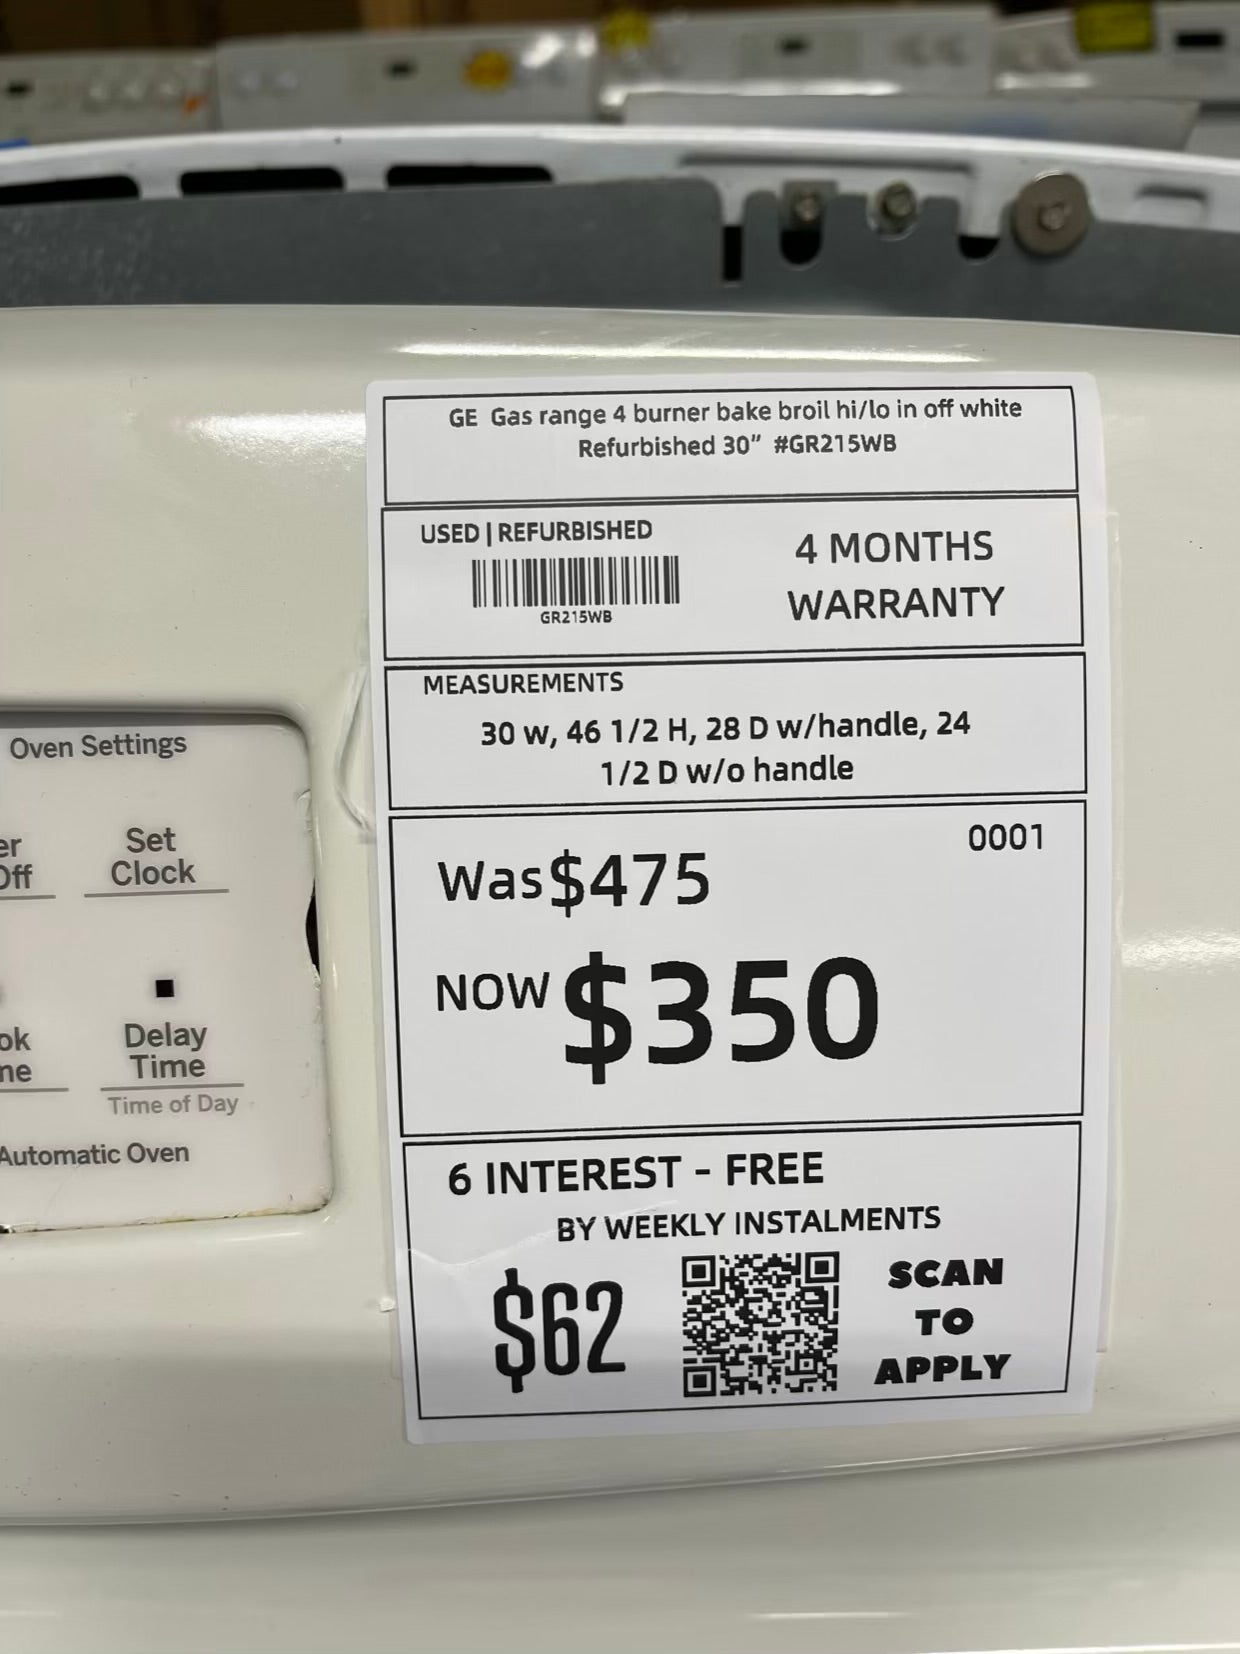 GE Gas range 4 burner bake broil hi/lo in off white
Refurbished 30" #GR215WB
USED | REFURBISHED
GR215WB
4 MONTHS
WARRANTY
MEASUREMENTS
30 w, 46 1/2 H, 28 D w/handle, 24
1/2 D w/o handle
0001
Was $475
NOW $350
6 INTEREST - FREE
BY WEEKLY INSTALMENTS
$62
SCAN
TO
APPLY
Oven Settings
Set
Clock
Delay
Time
Time of Day
Automatic Oven